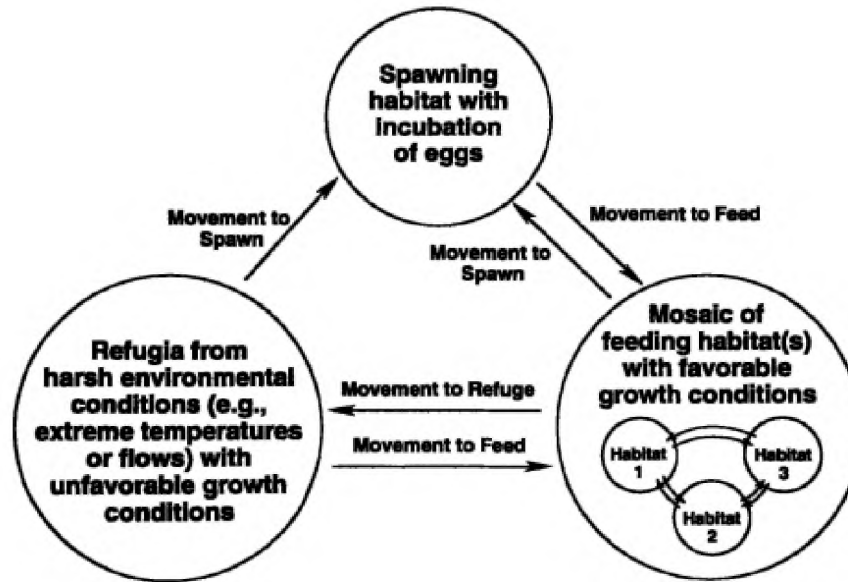 Spawning
habitat with
incubation
of eggs
Movement to
Spawn
Movement to Feed
Movement to
Spawn
Refugia from
harsh environmental
conditions (e.g.,
extreme temperatures
or flows) with
unfavorable growth
conditions
Movement to Refuge
Movement to Feed
Mosaic of
feeding habitat(s)
with favorable
growth conditions
Habitat
1
Habitat
3
Habitat
2